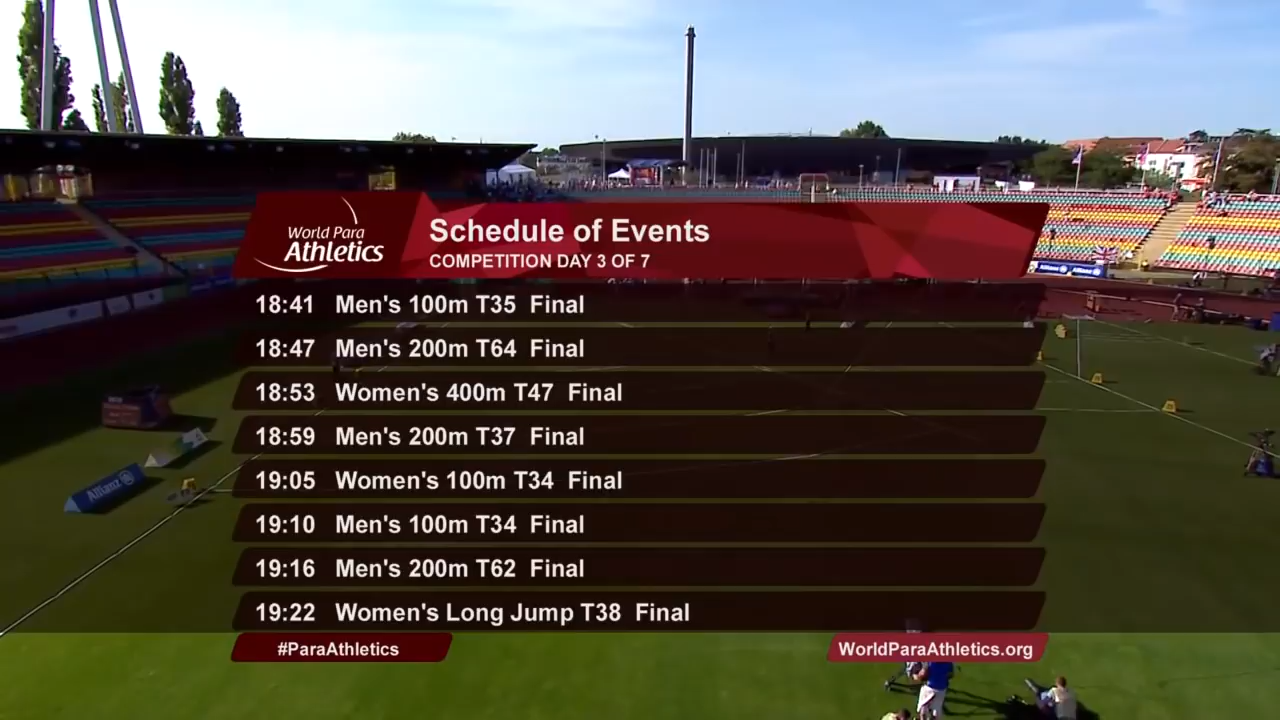 World Para
Athletics
Schedule of Events
COMPETITION DAY 3 OF 7
18:41 Men's 100m T35 Final
18:47 Men's 200m T64 Final
18:53 Women's 400m T47 Final
18:59 Men's 200m T37 Final
19:05 Women's 100m T34 Final
19:10 Men's 100m T34 Final
19:16 Men's 200m T62 Final
19:22 Women's Long Jump T38 Final
#ParaAthletics
WorldParaAthletics.org
Allianz